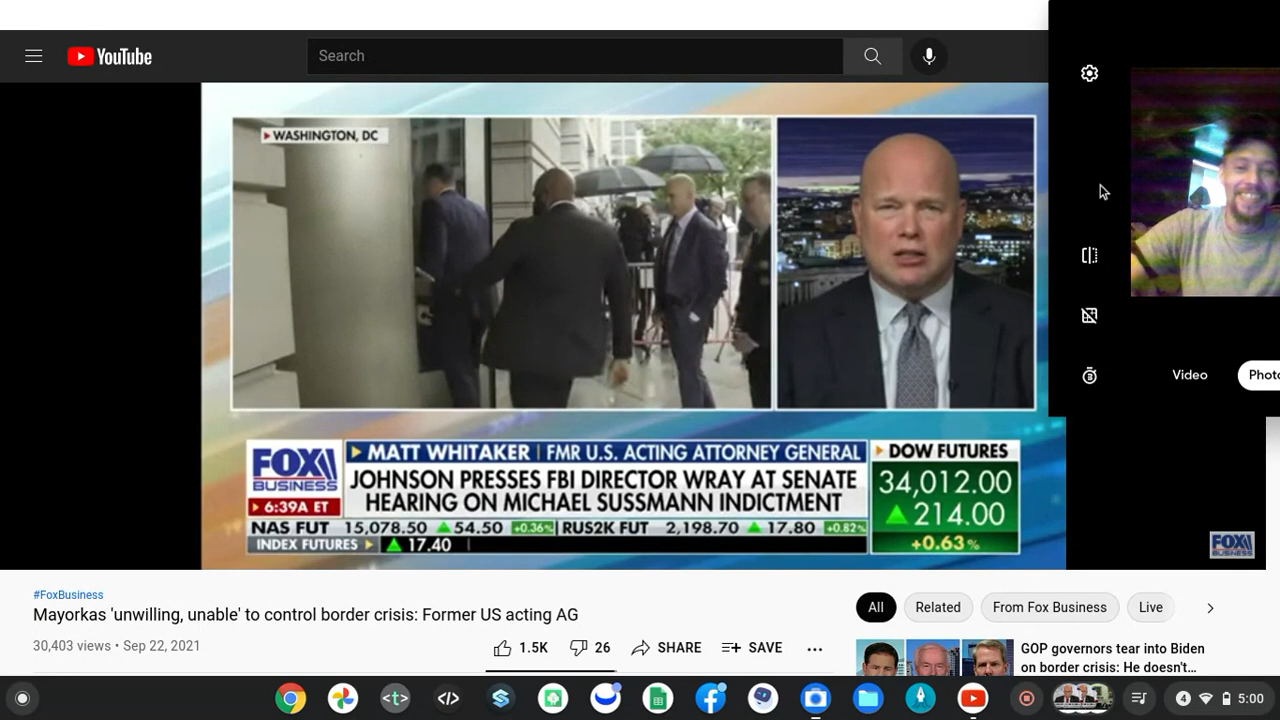 YouTube
Search
WASHINGTON, DC
FOX
BUSINESS
6:39A ET
MATT WHITAKER | FMR U.S. ACTING ATTORNEY GENERAL
JOHNSON PRESSES FBI DIRECTOR WRAY AT SENATE
HEARING ON MICHAEL SUSSMANN INDICTMENT
NAS FUT 15,078.50 54.50 +0.36% RUS2K FUT 2,198.70 17.80 +0.82%
INDEX FUTURES 17.40
DOW FUTURES
34,012.00
214.00
+0.63%
Video
Photo
FOX
BUSINESS
#FoxBusiness
Mayorkas 'unwilling, unable' to control border crisis: Former US acting AG
30,403 views • Sep 22, 2021
1.5K
26
SHARE
SAVE
All
Related
From Fox Business
Live
GOP governors tear into Biden
on border crisis: He doesn't...
<t>
</>
4
5:00